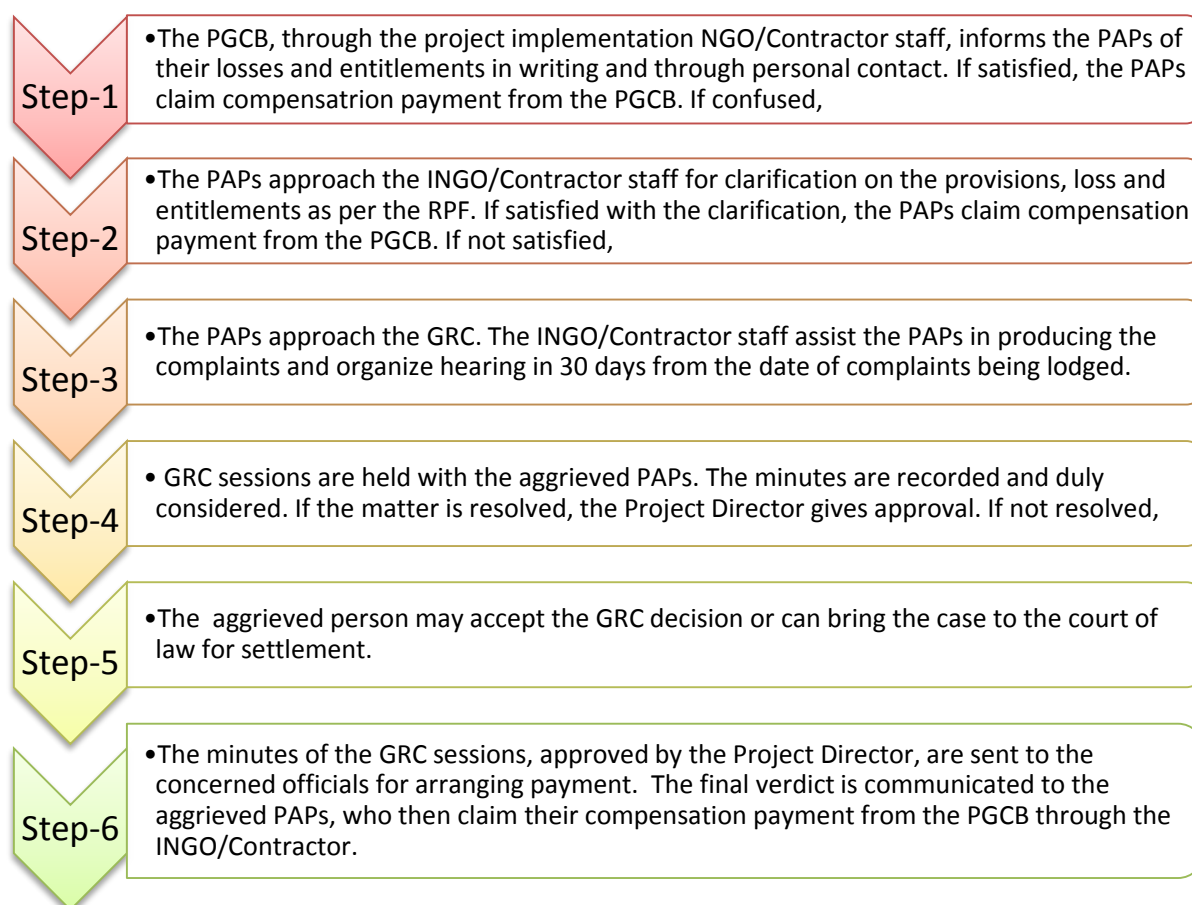 Step-1
•The PGCB, through the project implementation NGO/Contractor staff, informs the PAPs of
their losses and entitlements in writing and through personal contact. If satisfied, the PAPs
claim compensatrion payment from the PGCB. If confused,
Step-2
•The PAPs approach the INGO/Contractor staff for clarification on the provisions, loss and
entitlements as per the RPF. If satisfied with the clarification, the PAPs claim compensation
payment from the PGCB. If not satisfied,
Step-3
•The PAPs approach the GRC. The INGO/Contractor staff assist the PAPs in producing the
complaints and organize hearing in 30 days from the date of complaints being lodged.
Step-4
• GRC sessions are held with the aggrieved PAPs. The minutes are recorded and duly
considered. If the matter is resolved, the Project Director gives approval. If not resolved,
Step-5
•The  aggrieved person may accept the GRC decision or can bring the case to the court of
law for settlement.
Step-6
•The minutes of the GRC sessions, approved by the Project Director, are sent to the
concerned officials for arranging payment.  The final verdict is communicated to the
aggrieved PAPs, who then claim their compensation payment from the PGCB through the
INGO/Contractor.